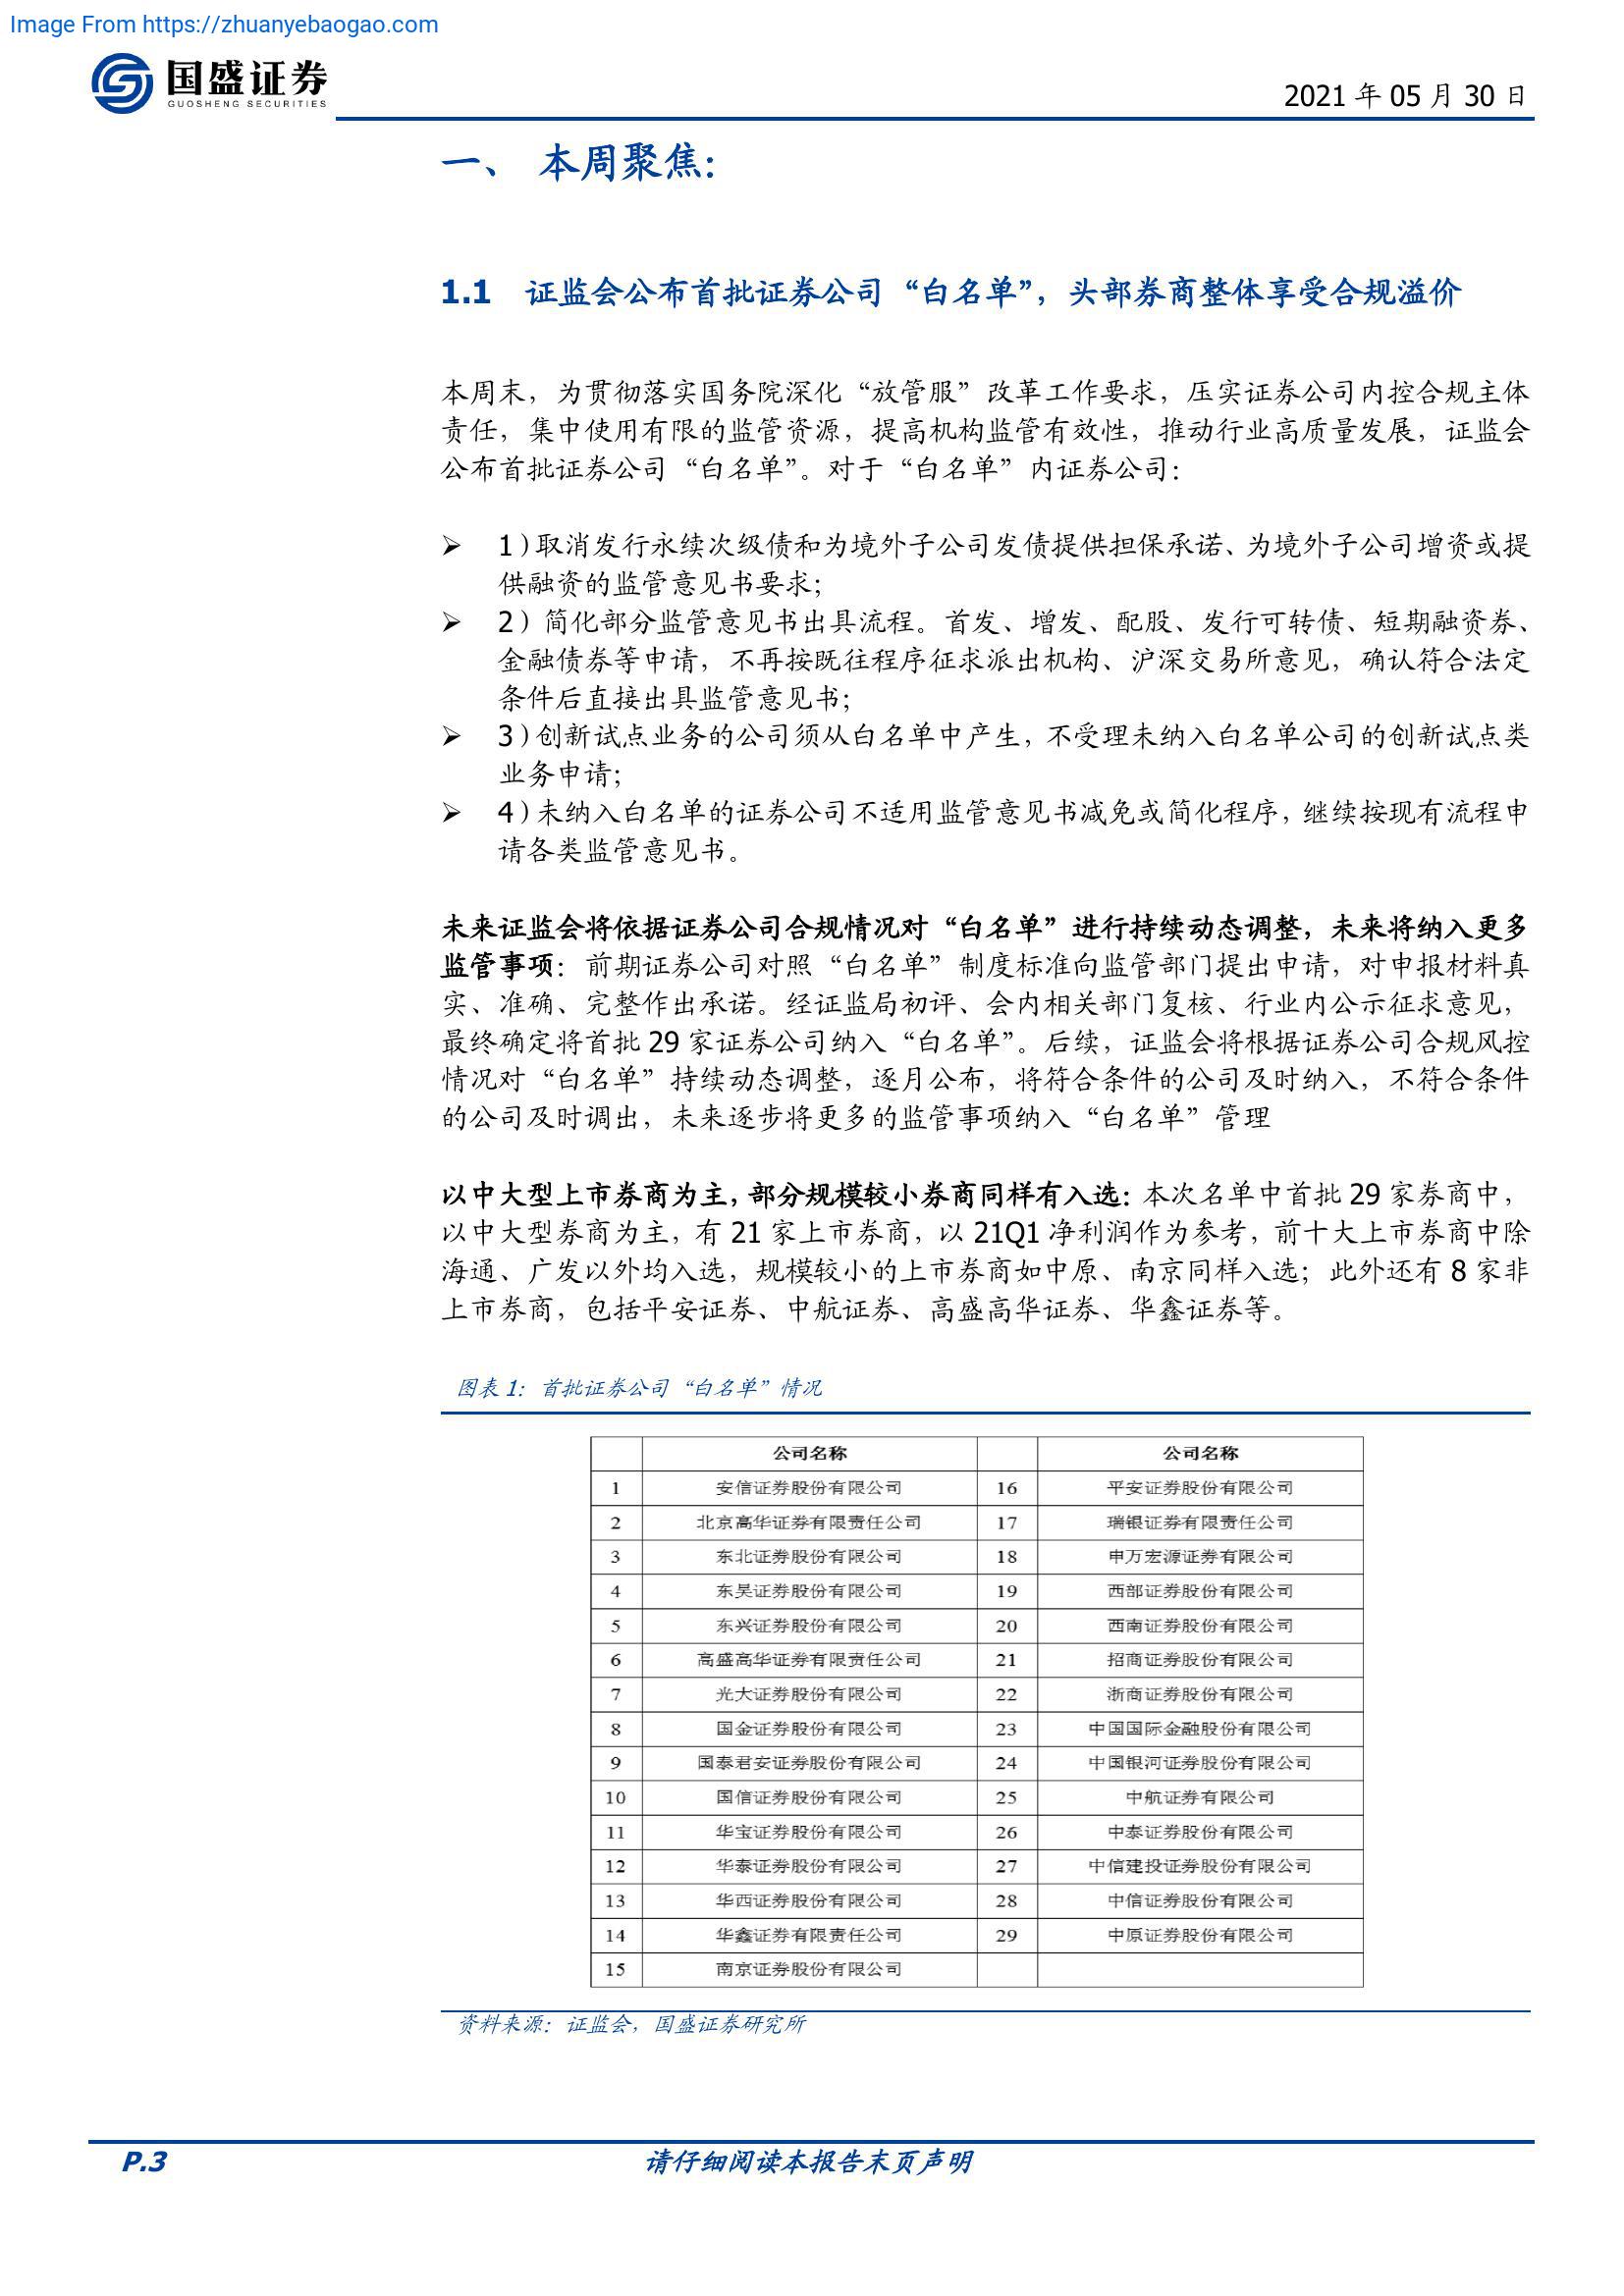 Image From https://zhuanyebaogao.com
国盛证券
GUOSHENG SECURITIES
2021 年 05 月 30 日
一、 本周聚焦：
1.1 证监会公布首批证券公司“白名单”，头部券商整体享受合规溢价
本周末，为贯彻落实国务院深化“放管服”改革工作要求，压实证券公司内控合规主体
责任，集中使用有限的监管资源，提高机构监管有效性，推动行业高质量发展，证监会
公布首批证券公司“白名单”。对于“白名单”内证券公司：
➢ 1）取消发行永续次级债和为境外子公司发债提供担保承诺、为境外子公司增资或提
供融资的监管意见书要求；
➢ 2）简化部分监管意见书出具流程。首发、增发、配股、发行可转债、短期融资券、
金融债券等申请，不再按既往程序征求派出机构、沪深交易所意见，确认符合法定
条件后直接出具监管意见书；
➢ 3）创新试点业务的公司须从白名单中产生，不受理未纳入白名单公司的创新试点类
业务申请；
➢ 4）未纳入白名单的证券公司不适用监管意见书减免或简化程序，继续按现有流程申
请各类监管意见书。
未来证监会将依据证券公司合规情况对“白名单”进行持续动态调整，未来将纳入更多
监管事项：前期证券公司对照“白名单”制度标准向监管部门提出申请，对申报材料真
实、准确、完整作出承诺。经证监局初评、会内相关部门复核、行业内公示征求意见，
最终确定将首批 29 家证券公司纳入“白名单”。后续，证监会将根据证券公司合规风控
情况对“白名单”持续动态调整，逐月公布，将符合条件的公司及时纳入，不符合条件
的公司及时调出，未来逐步将更多的监管事项纳入“白名单”管理
以中大型上市券商为主，部分规模较小券商同样有入选：本次名单中首批 29 家券商中，
以中大型券商为主，有 21 家上市券商，以 21Q1 净利润作为参考，前十大上市券商中除
海通、广发以外均入选，规模较小的上市券商如中原、南京同样入选；此外还有 8 家非
上市券商，包括平安证券、中航证券、高盛高华证券、华鑫证券等。
图表 1：首批证券公司“白名单”情况
公司名称 公司名称
1 安信证券股份有限公司 16 平安证券股份有限公司
2 北京高华证券有限责任公司 17 瑞银证券有限责任公司
3 东北证券股份有限公司 18 申万宏源证券有限公司
4 东吴证券股份有限公司 19 西部证券股份有限公司
5 东兴证券股份有限公司 20 西南证券股份有限公司
6 高盛高华证券有限责任公司 21 招商证券股份有限公司
7 光大证券股份有限公司 22 浙商证券股份有限公司
8 国金证券股份有限公司 23 中国国际金融股份有限公司
9 国泰君安证券股份有限公司 24 中国银河证券股份有限公司
10 国信证券股份有限公司 25 中航证券有限公司
11 华宝证券股份有限公司 26 中泰证券股份有限公司
12 华泰证券股份有限公司 27 中信建投证券股份有限公司
13 华西证券股份有限公司 28 中信证券股份有限公司
14 华鑫证券有限责任公司 29 中原证券股份有限公司
15 南京证券股份有限公司
资料来源：证监会，国盛证券研究所
P.3 请仔细阅读本报告末页声明